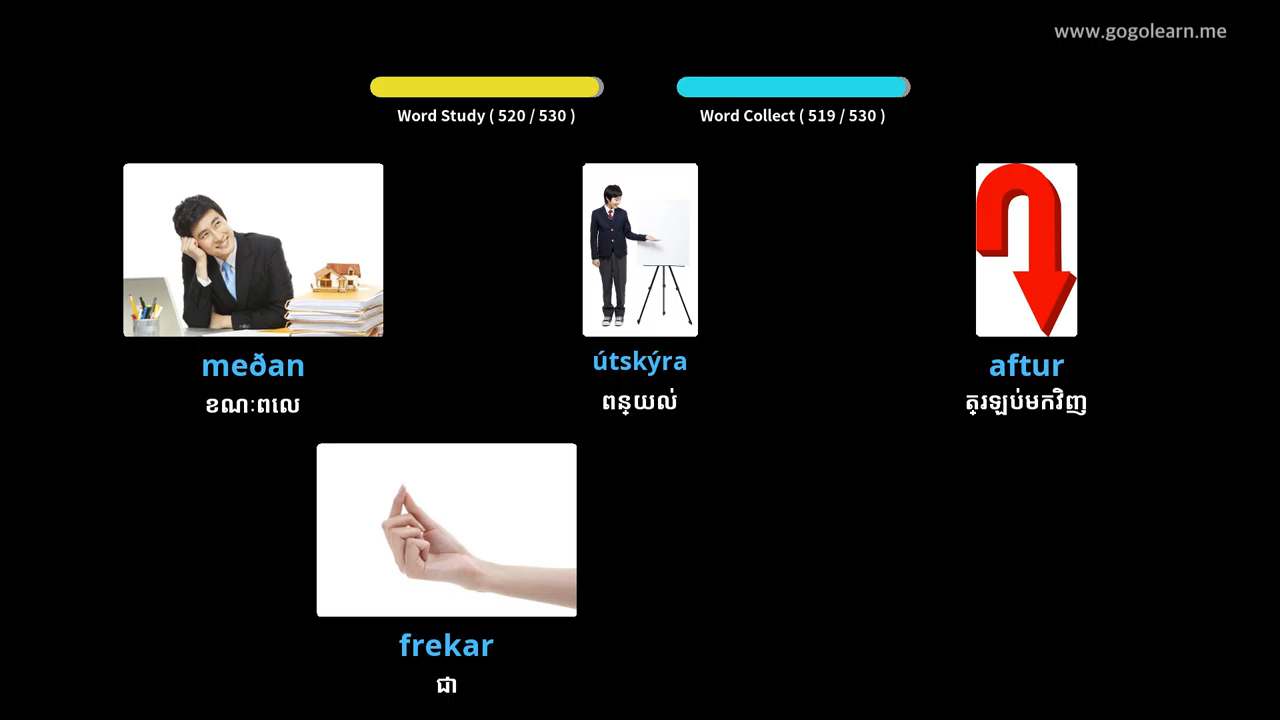 www.gogolearn.me
Word Study ( 520 / 530 )
Word Collect ( 519 / 530 )
meðan
ខណៈពលេ
útskýra
ពន្យល់
aftur
ត្រឡប់មកវិញ
frekar
ជា